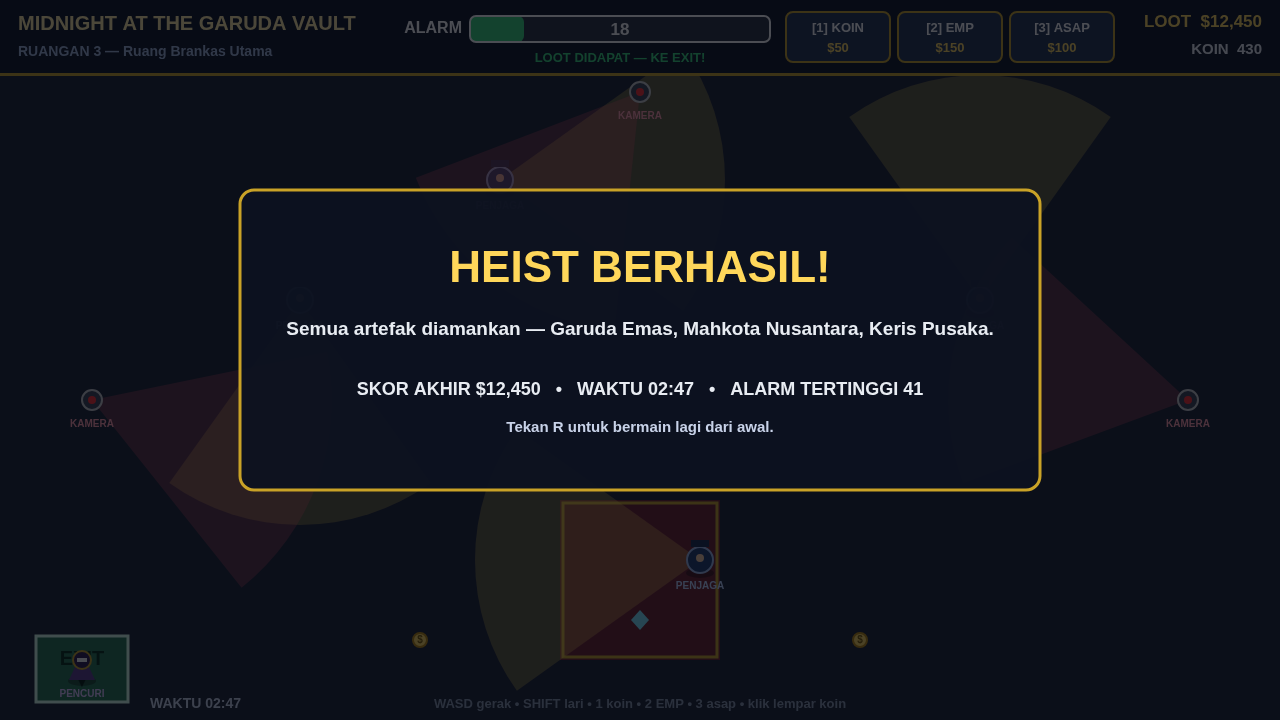 MIDNIGHT AT THE GARUDA VAULT
RUANGAN 3 — Ruang Brankas Utama
ALARM 18
LOOT DIDAPAT — KE EXIT!
[1] KOIN
$50
[2] EMP
$150
[3] ASAP
$100
LOOT $12,450
KOIN 430
KAMERA
HEIST BERHASIL!
Semua artefak diamankan — Garuda Emas, Mahkota Nusantara, Keris Pusaka.
SKOR AKHIR $12,450 • WAKTU 02:47 • ALARM TERTINGGI 41
Tekan R untuk bermain lagi dari awal.
KAMERA
KAMERA
PENJAGA
$
$
PENCURI
WAKTU 02:47
WASD gerak • SHIFT lari • 1 koin • 2 EMP • 3 asap • klik lempar koin